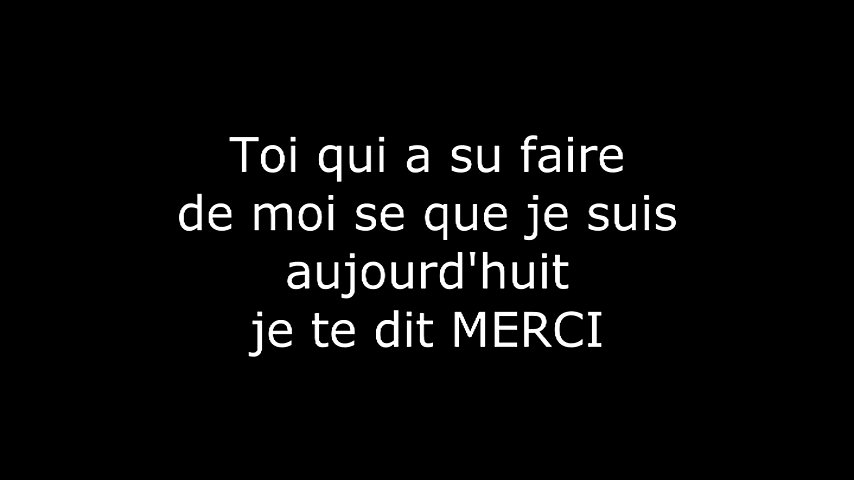 Toi qui a su faire
de moi se que je suis
aujourd'huit
je te dit MERCI